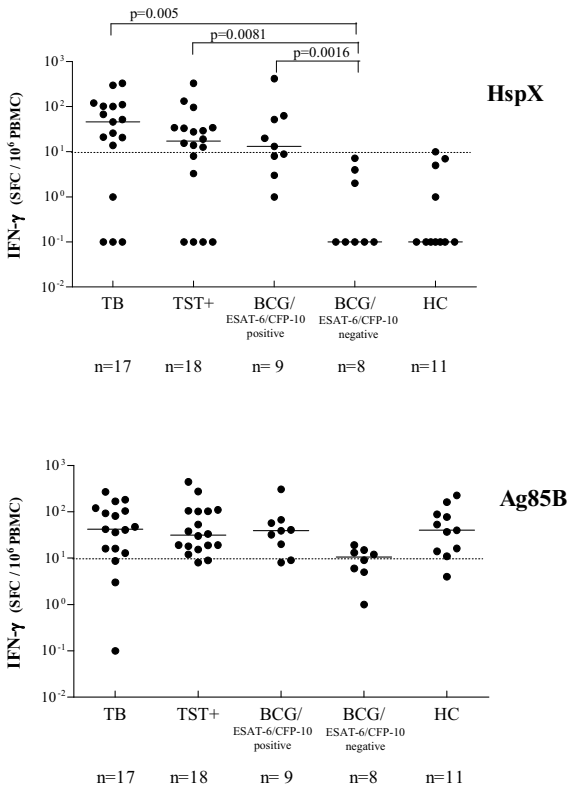 p=0.005
p=0.0081
p=0.0016
HspX
IFN-γ (SFC / 10⁶ PBMC)
10³
10²
10¹
10⁰
10⁻¹
10⁻²
TB TST+ BCG/ BCG/ HC
ESAT-6/CFP-10 ESAT-6/CFP-10
positive negative
n=17 n=18 n= 9 n=8 n=11
Ag85B
IFN-γ (SFC / 10⁶ PBMC)
10³
10²
10¹
10⁰
10⁻¹
10⁻²
TB TST+ BCG/ BCG/ HC
ESAT-6/CFP-10 ESAT-6/CFP-10
positive negative
n=17 n=18 n= 9 n=8 n=11